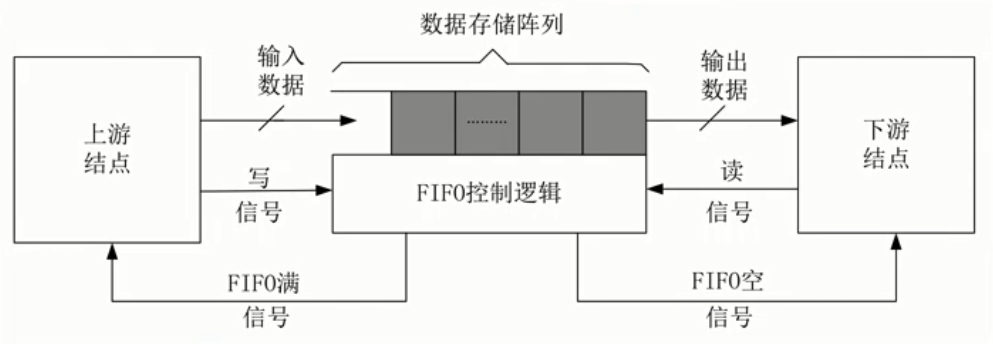 数据存储阵列
输入
数据
输出
数据
上游
结点
………
下游
结点
写
信号
FIFO控制逻辑
读
信号
FIFO满
信号
FIFO空
信号